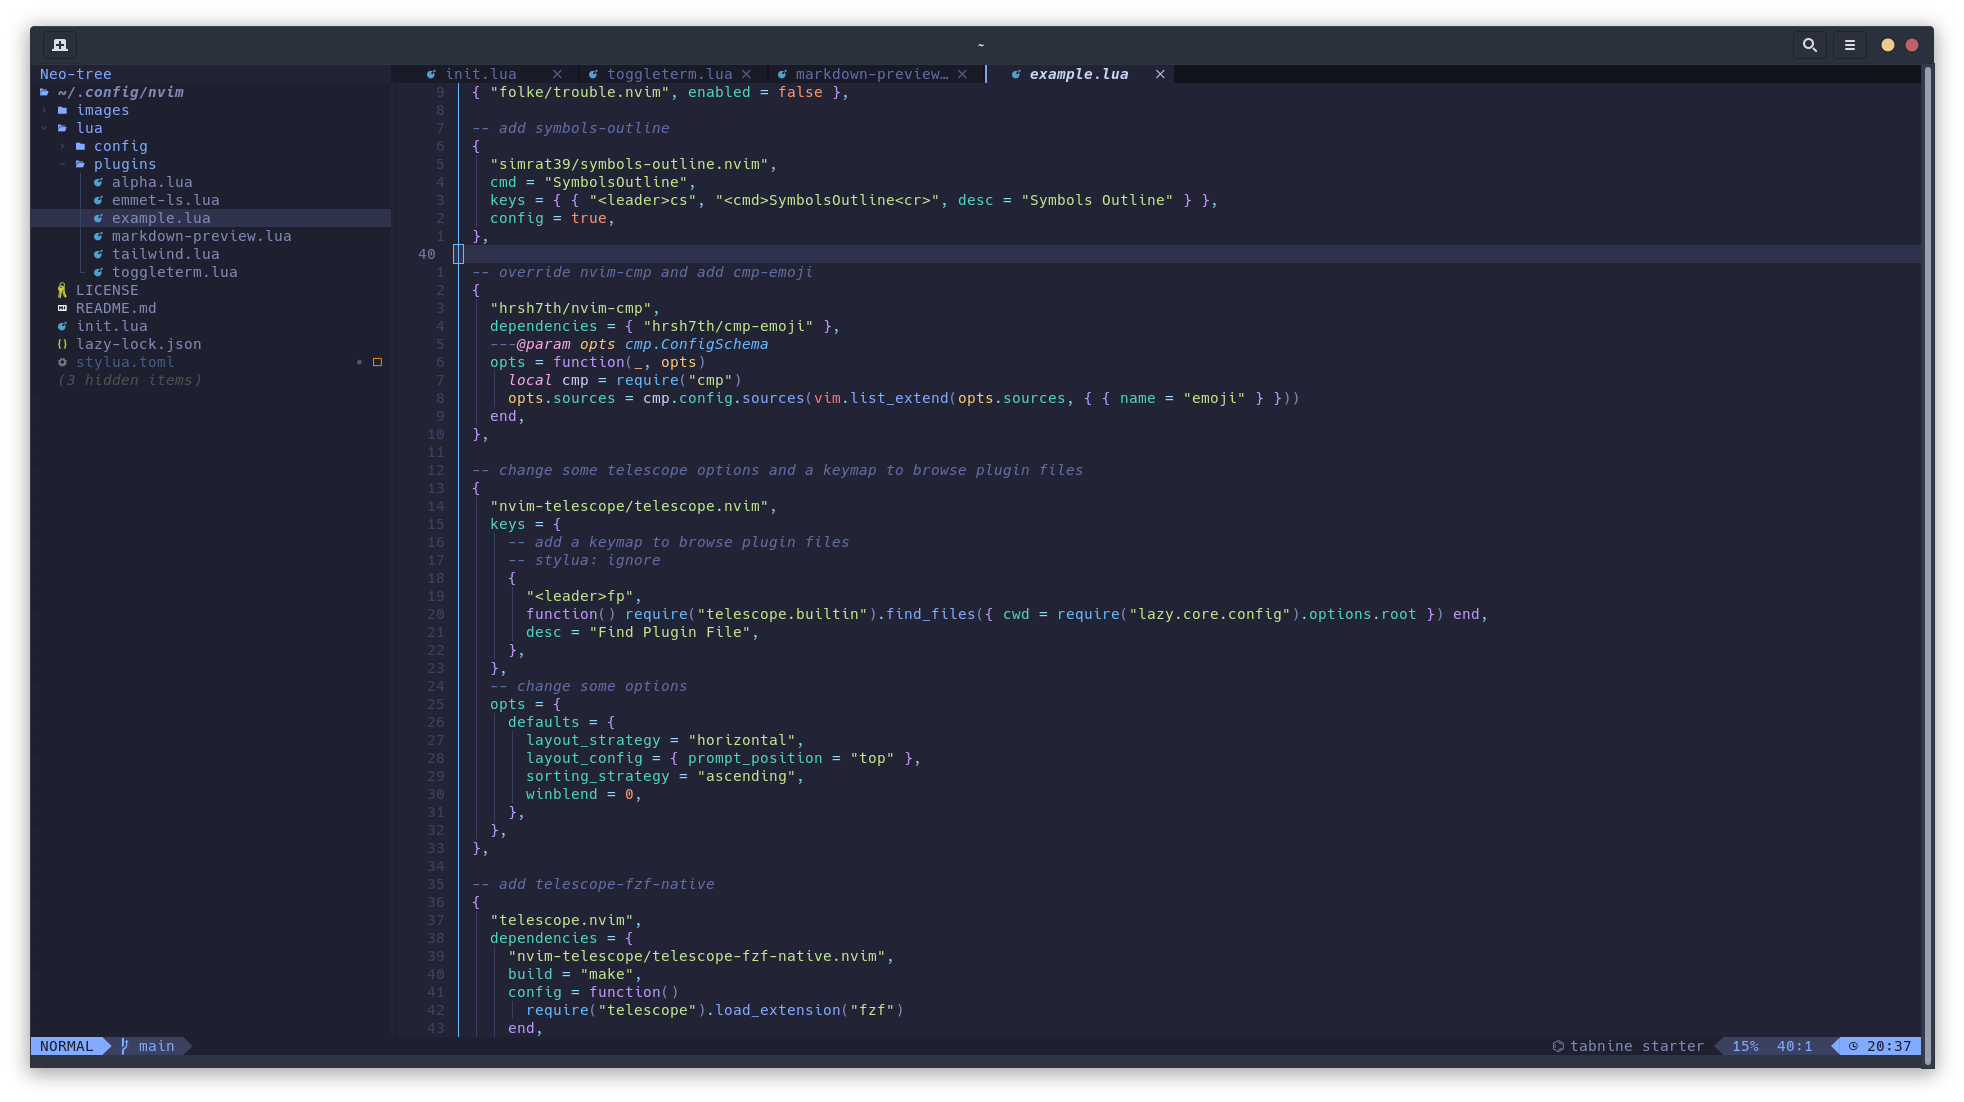 ~
Neo-tree
~/.config/nvim
images
lua
config
plugins
alpha.lua
emmet-ls.lua
example.lua
markdown-preview.lua
tailwind.lua
toggleterm.lua
LICENSE
README.md
init.lua
lazy-lock.json
stylua.toml
(3 hidden items)
init.lua toggleterm.lua markdown-preview… example.lua
9 { "folke/trouble.nvim", enabled = false },
8
7 -- add symbols-outline
6 {
5 "simrat39/symbols-outline.nvim",
4 cmd = "SymbolsOutline",
3 keys = { { "<leader>cs", "<cmd>SymbolsOutline<cr>", desc = "Symbols Outline" } },
2 config = true,
1 },
40
1 -- override nvim-cmp and add cmp-emoji
2 {
3 "hrsh7th/nvim-cmp",
4 dependencies = { "hrsh7th/cmp-emoji" },
5 ---@param opts cmp.ConfigSchema
6 opts = function(_, opts)
7 local cmp = require("cmp")
8 opts.sources = cmp.config.sources(vim.list_extend(opts.sources, { { name = "emoji" } }))
9 end,
10 },
11
12 -- change some telescope options and a keymap to browse plugin files
13 {
14 "nvim-telescope/telescope.nvim",
15 keys = {
16 -- add a keymap to browse plugin files
17 -- stylua: ignore
18 {
19 "<leader>fp",
20 function() require("telescope.builtin").find_files({ cwd = require("lazy.core.config").options.root }) end,
21 desc = "Find Plugin File",
22 },
23 },
24 -- change some options
25 opts = {
26 defaults = {
27 layout_strategy = "horizontal",
28 layout_config = { prompt_position = "top" },
29 sorting_strategy = "ascending",
30 winblend = 0,
31 },
32 },
33 },
34
35 -- add telescope-fzf-native
36 {
37 "telescope.nvim",
38 dependencies = {
39 "nvim-telescope/telescope-fzf-native.nvim",
40 build = "make",
41 config = function()
42 require("telescope").load_extension("fzf")
43 end,
NORMAL main tabnine starter 15% 40:1 20:37